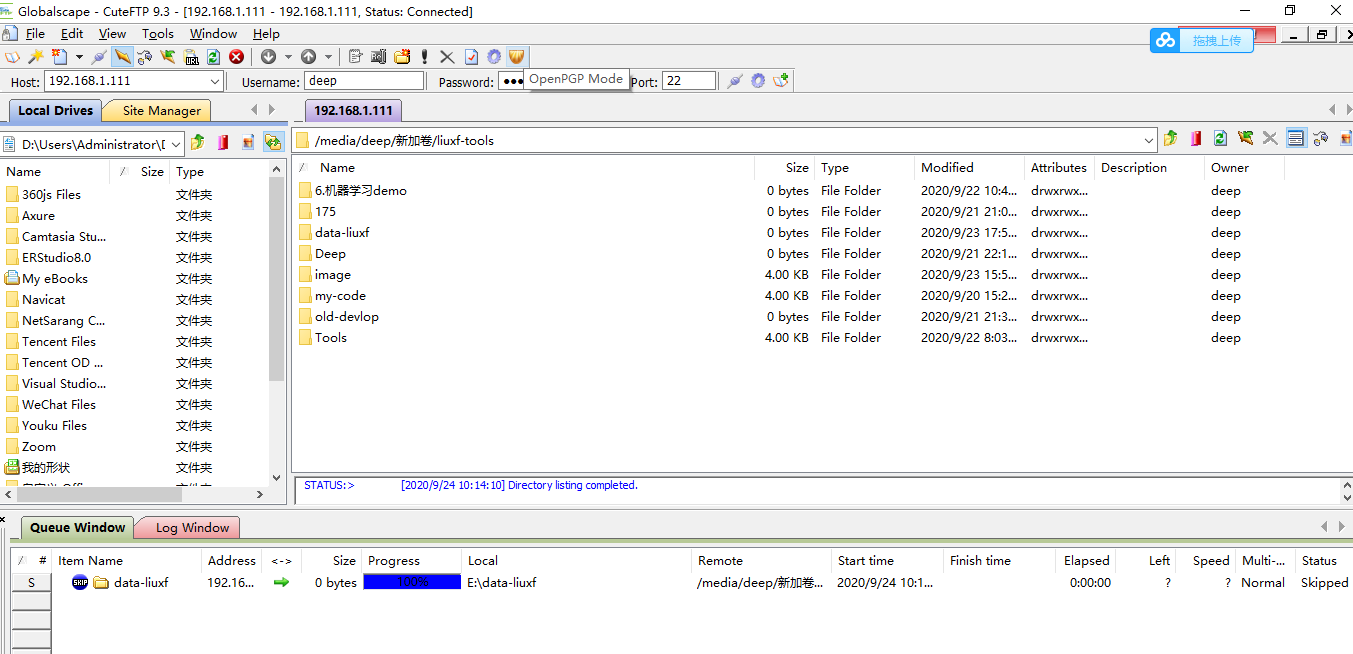 Globalscape - CuteFTP 9.3 - [192.168.1.111 - 192.168.1.111, Status: Connected]
File Edit View Tools Window Help
拖拽上传
URL
Host: 192.168.1.111 Username: deep Password: ●●● OpenPGP Mode Port: 22
Local Drives Site Manager 192.168.1.111
D:\Users\Administrator\ /media/deep/新加卷/liuxf-tools
Name / Size Type
360js Files 文件夹
Axure 文件夹
Camtasia Stu... 文件夹
ERStudio8.0 文件夹
My eBooks 文件夹
Navicat 文件夹
NetSarang C... 文件夹
Tencent Files 文件夹
Tencent OD ... 文件夹
Visual Studio... 文件夹
WeChat Files 文件夹
Youku Files 文件夹
Zoom 文件夹
我的形状 文件夹
/ Name Size Type Modified Attributes Description Owner
6.机器学习demo 0 bytes File Folder 2020/9/22 10:4... drwxrwx... deep
175 0 bytes File Folder 2020/9/21 21:0... drwxrwx... deep
data-liuxf 0 bytes File Folder 2020/9/23 17:5... drwxrwx... deep
Deep 0 bytes File Folder 2020/9/21 22:1... drwxrwx... deep
image 4.00 KB File Folder 2020/9/23 15:5... drwxrwx... deep
my-code 4.00 KB File Folder 2020/9/20 15:2... drwxrwx... deep
old-devlop 0 bytes File Folder 2020/9/21 21:3... drwxrwx... deep
Tools 4.00 KB File Folder 2020/9/22 8:03... drwxrwx... deep
STATUS:> [2020/9/24 10:14:10] Directory listing completed.
Queue Window Log Window
/ # Item Name Address <-> Size Progress Local Remote Start time Finish time Elapsed Left Speed Multi-... Status
S SKIP data-liuxf 192.16... 0 bytes 100% E:\data-liuxf /media/deep/新加卷... 2020/9/24 10:1... 0:00:00 ? ? Normal Skipped